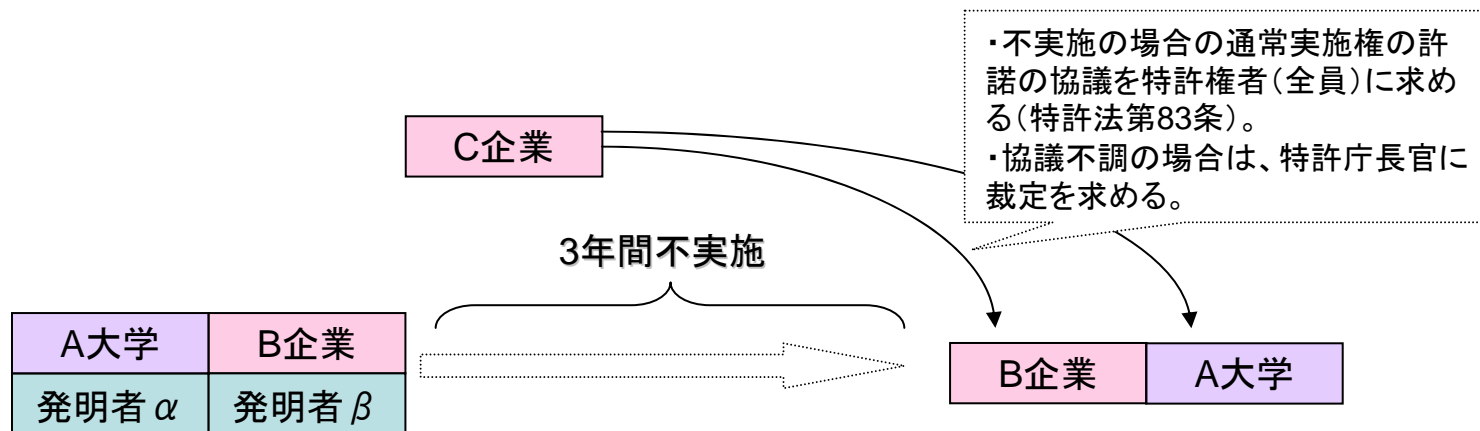 ・不実施の場合の通常実施権の許
諾の協議を特許権者(全員)に求め
る(特許法第83条)。
・協議不調の場合は、特許庁長官に
裁定を求める。
C企業
3年間不実施
A大学 B企業
発明者α 発明者β
B企業 A大学